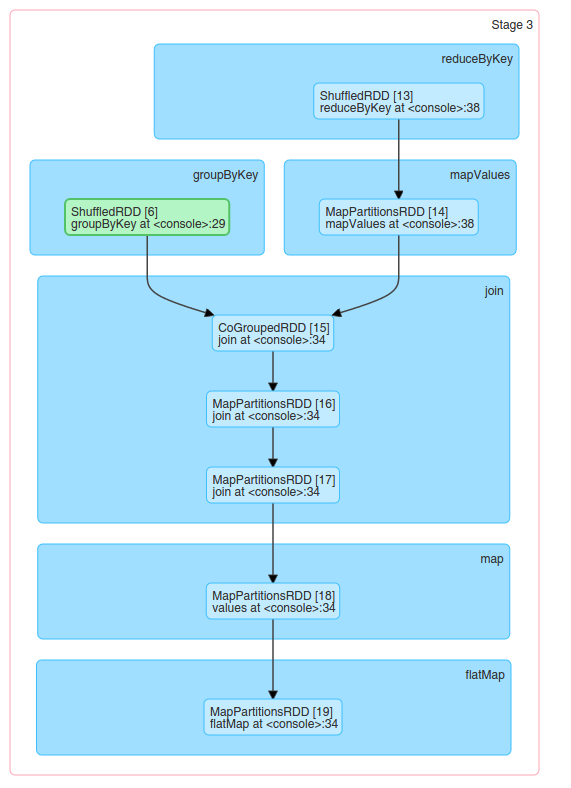 Stage 3
reduceByKey
ShuffledRDD [13]
reduceByKey at <console>:38
groupByKey
ShuffledRDD [6]
groupByKey at <console>:29
mapValues
MapPartitionsRDD [14]
mapValues at <console>:38
join
CoGroupedRDD [15]
join at <console>:34
MapPartitionsRDD [16]
join at <console>:34
MapPartitionsRDD [17]
join at <console>:34
map
MapPartitionsRDD [18]
values at <console>:34
flatMap
MapPartitionsRDD [19]
flatMap at <console>:34